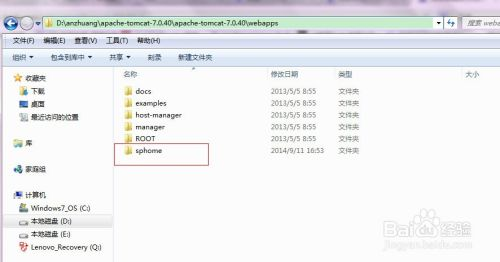 D:\anzhuang\apache-tomcat-7.0.40\apache-tomcat-7.0.40\webapps
搜索 weba
文件(F) 编辑(E) 查看(V) 工具(T) 帮助(H)
组织 包含到库中 共享 刻录 新建文件夹
名称 修改日期 类型 大小
收藏夹
下载
桌面
最近访问的位置
库
家庭组
计算机
Windows7_OS (C:)
本地磁盘 (D:)
本地磁盘 (E:)
Lenovo_Recovery (Q:)
docs 2013/5/5 8:55 文件夹
examples 2013/5/5 8:55 文件夹
host-manager 2013/5/5 8:55 文件夹
manager 2013/5/5 8:55 文件夹
ROOT 2013/5/5 8:55 文件夹
sphome 2014/9/11 16:53 文件夹
Baidu 经验
jingyan.baidu.com